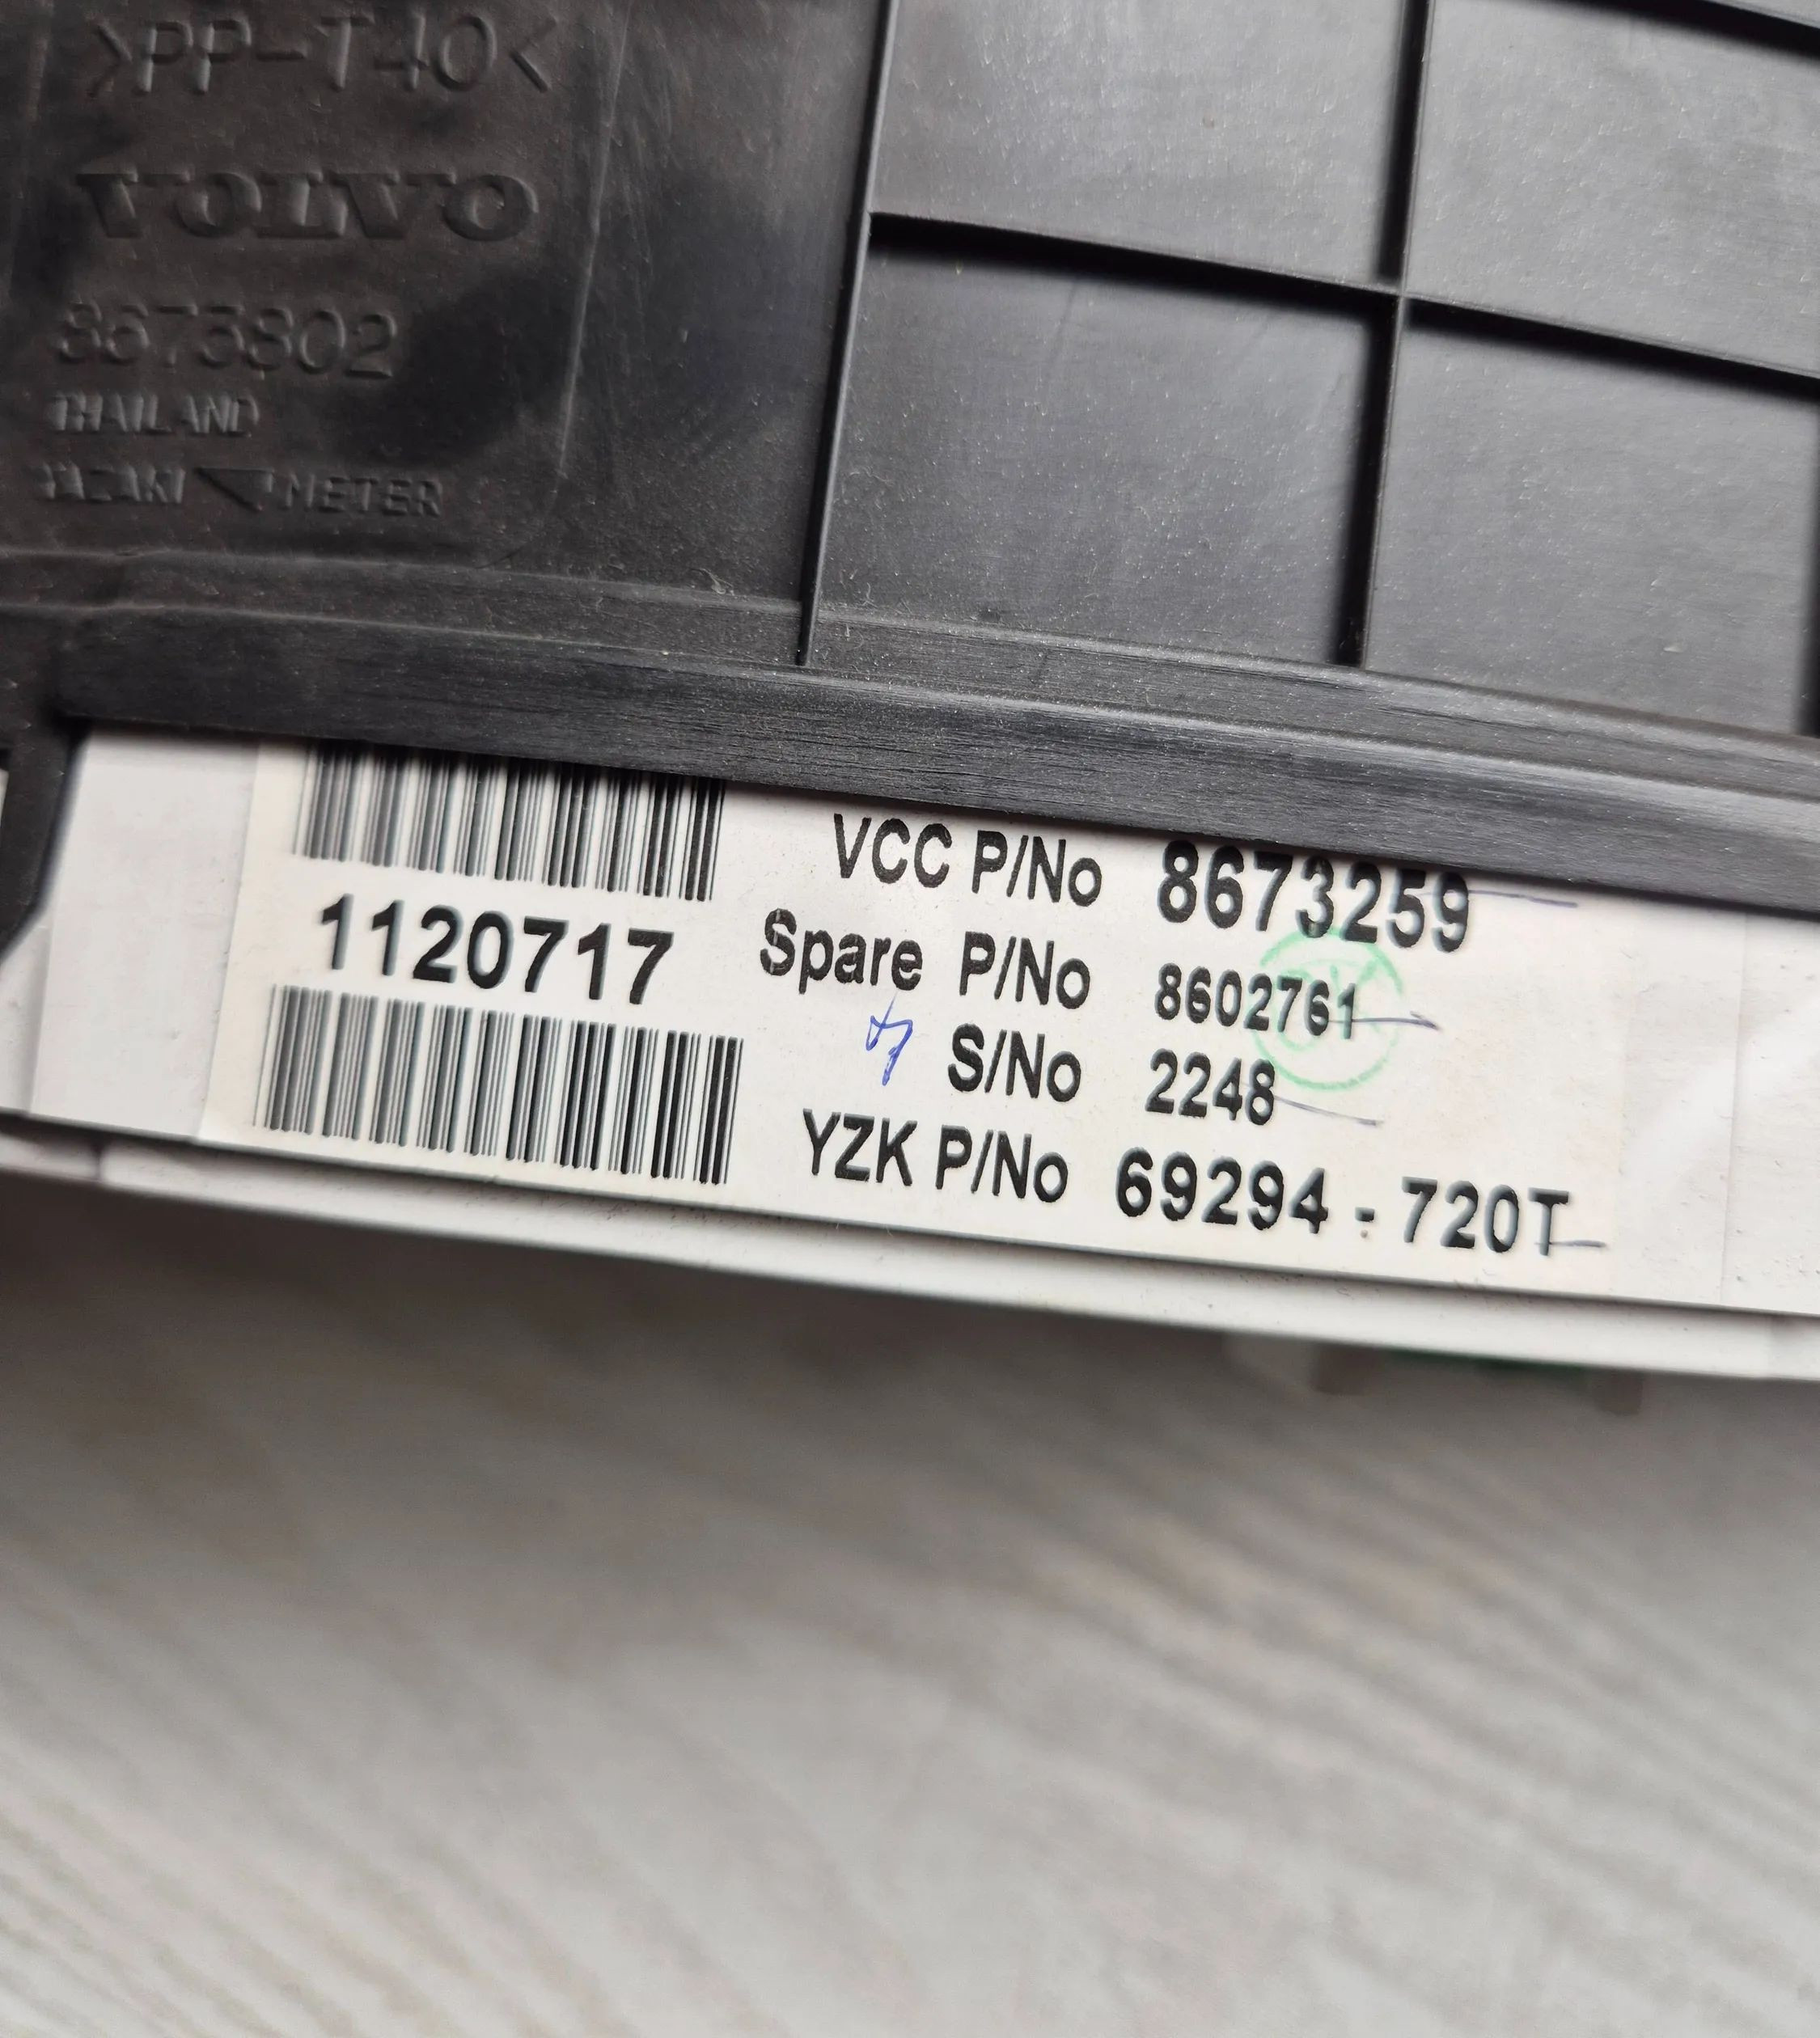 >PP-T40<
VOLVO
8673802
THAILAND
YAZAKI METER
1120717
VCC P/No 8673259
Spare P/No 8602761
S/No 2248
YZK P/No 69294-720T